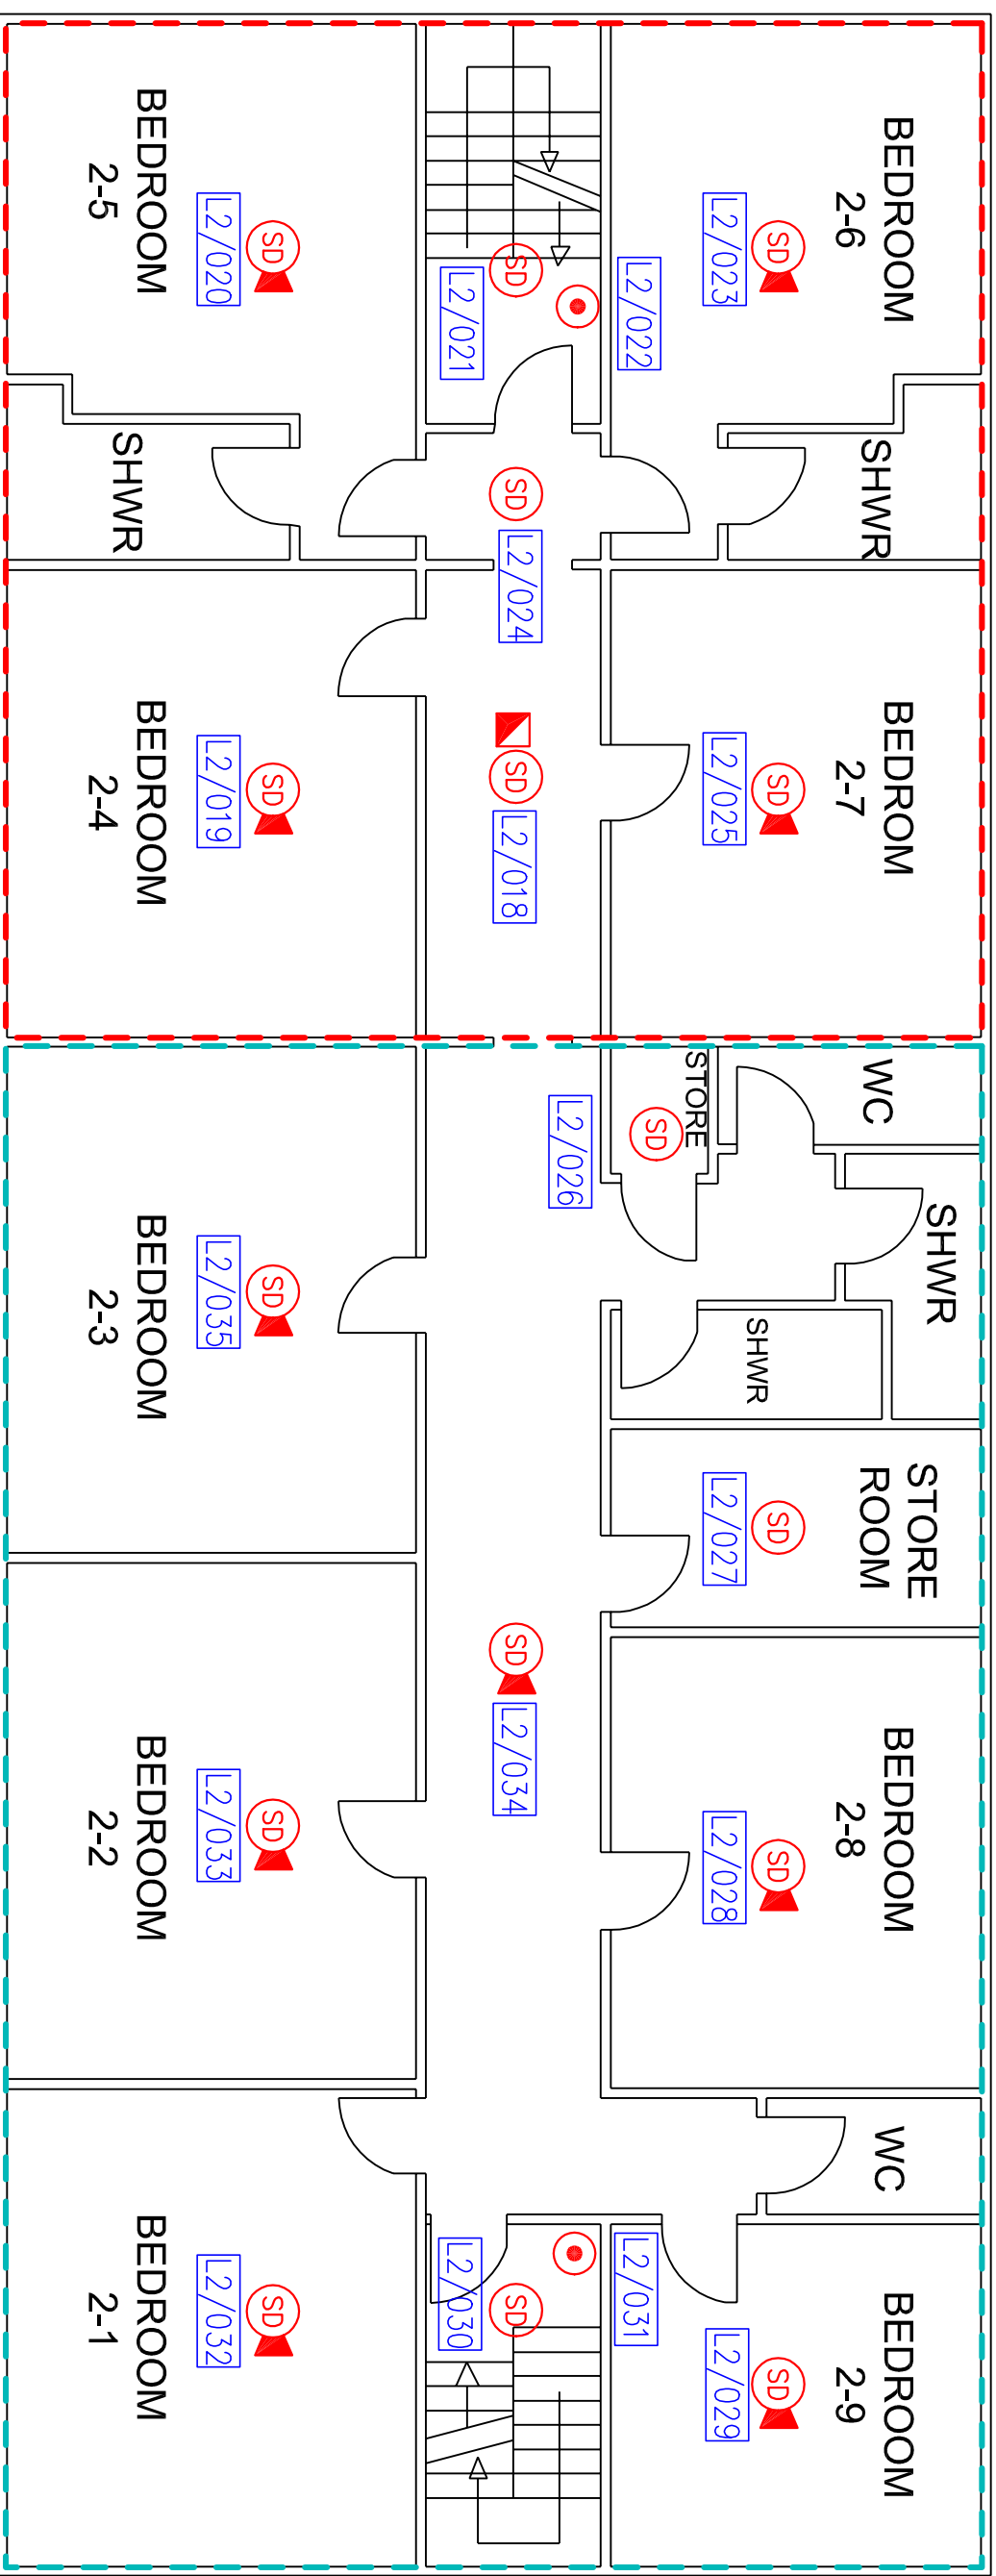 BEDROOM
2-6
SD
L2/023
SHWR
BEDROM
2-7
SD
L2/025
WC
SHWR
STORE
SD
L2/026
SHWR
STORE
ROOM
SD
L2/027
BEDROOM
2-8
SD
L2/028
WC
BEDROOM
2-9
SD
L2/029
L2/022
SD
L2/021
SD
L2/024
SD
L2/018
SD
L2/034
L2/031
SD
L2/030
SD
L2/020
BEDROOM
2-5
SHWR
SD
L2/019
BEDROOM
2-4
SD
L2/035
BEDROOM
2-3
SD
L2/033
BEDROOM
2-2
SD
L2/032
BEDROOM
2-1